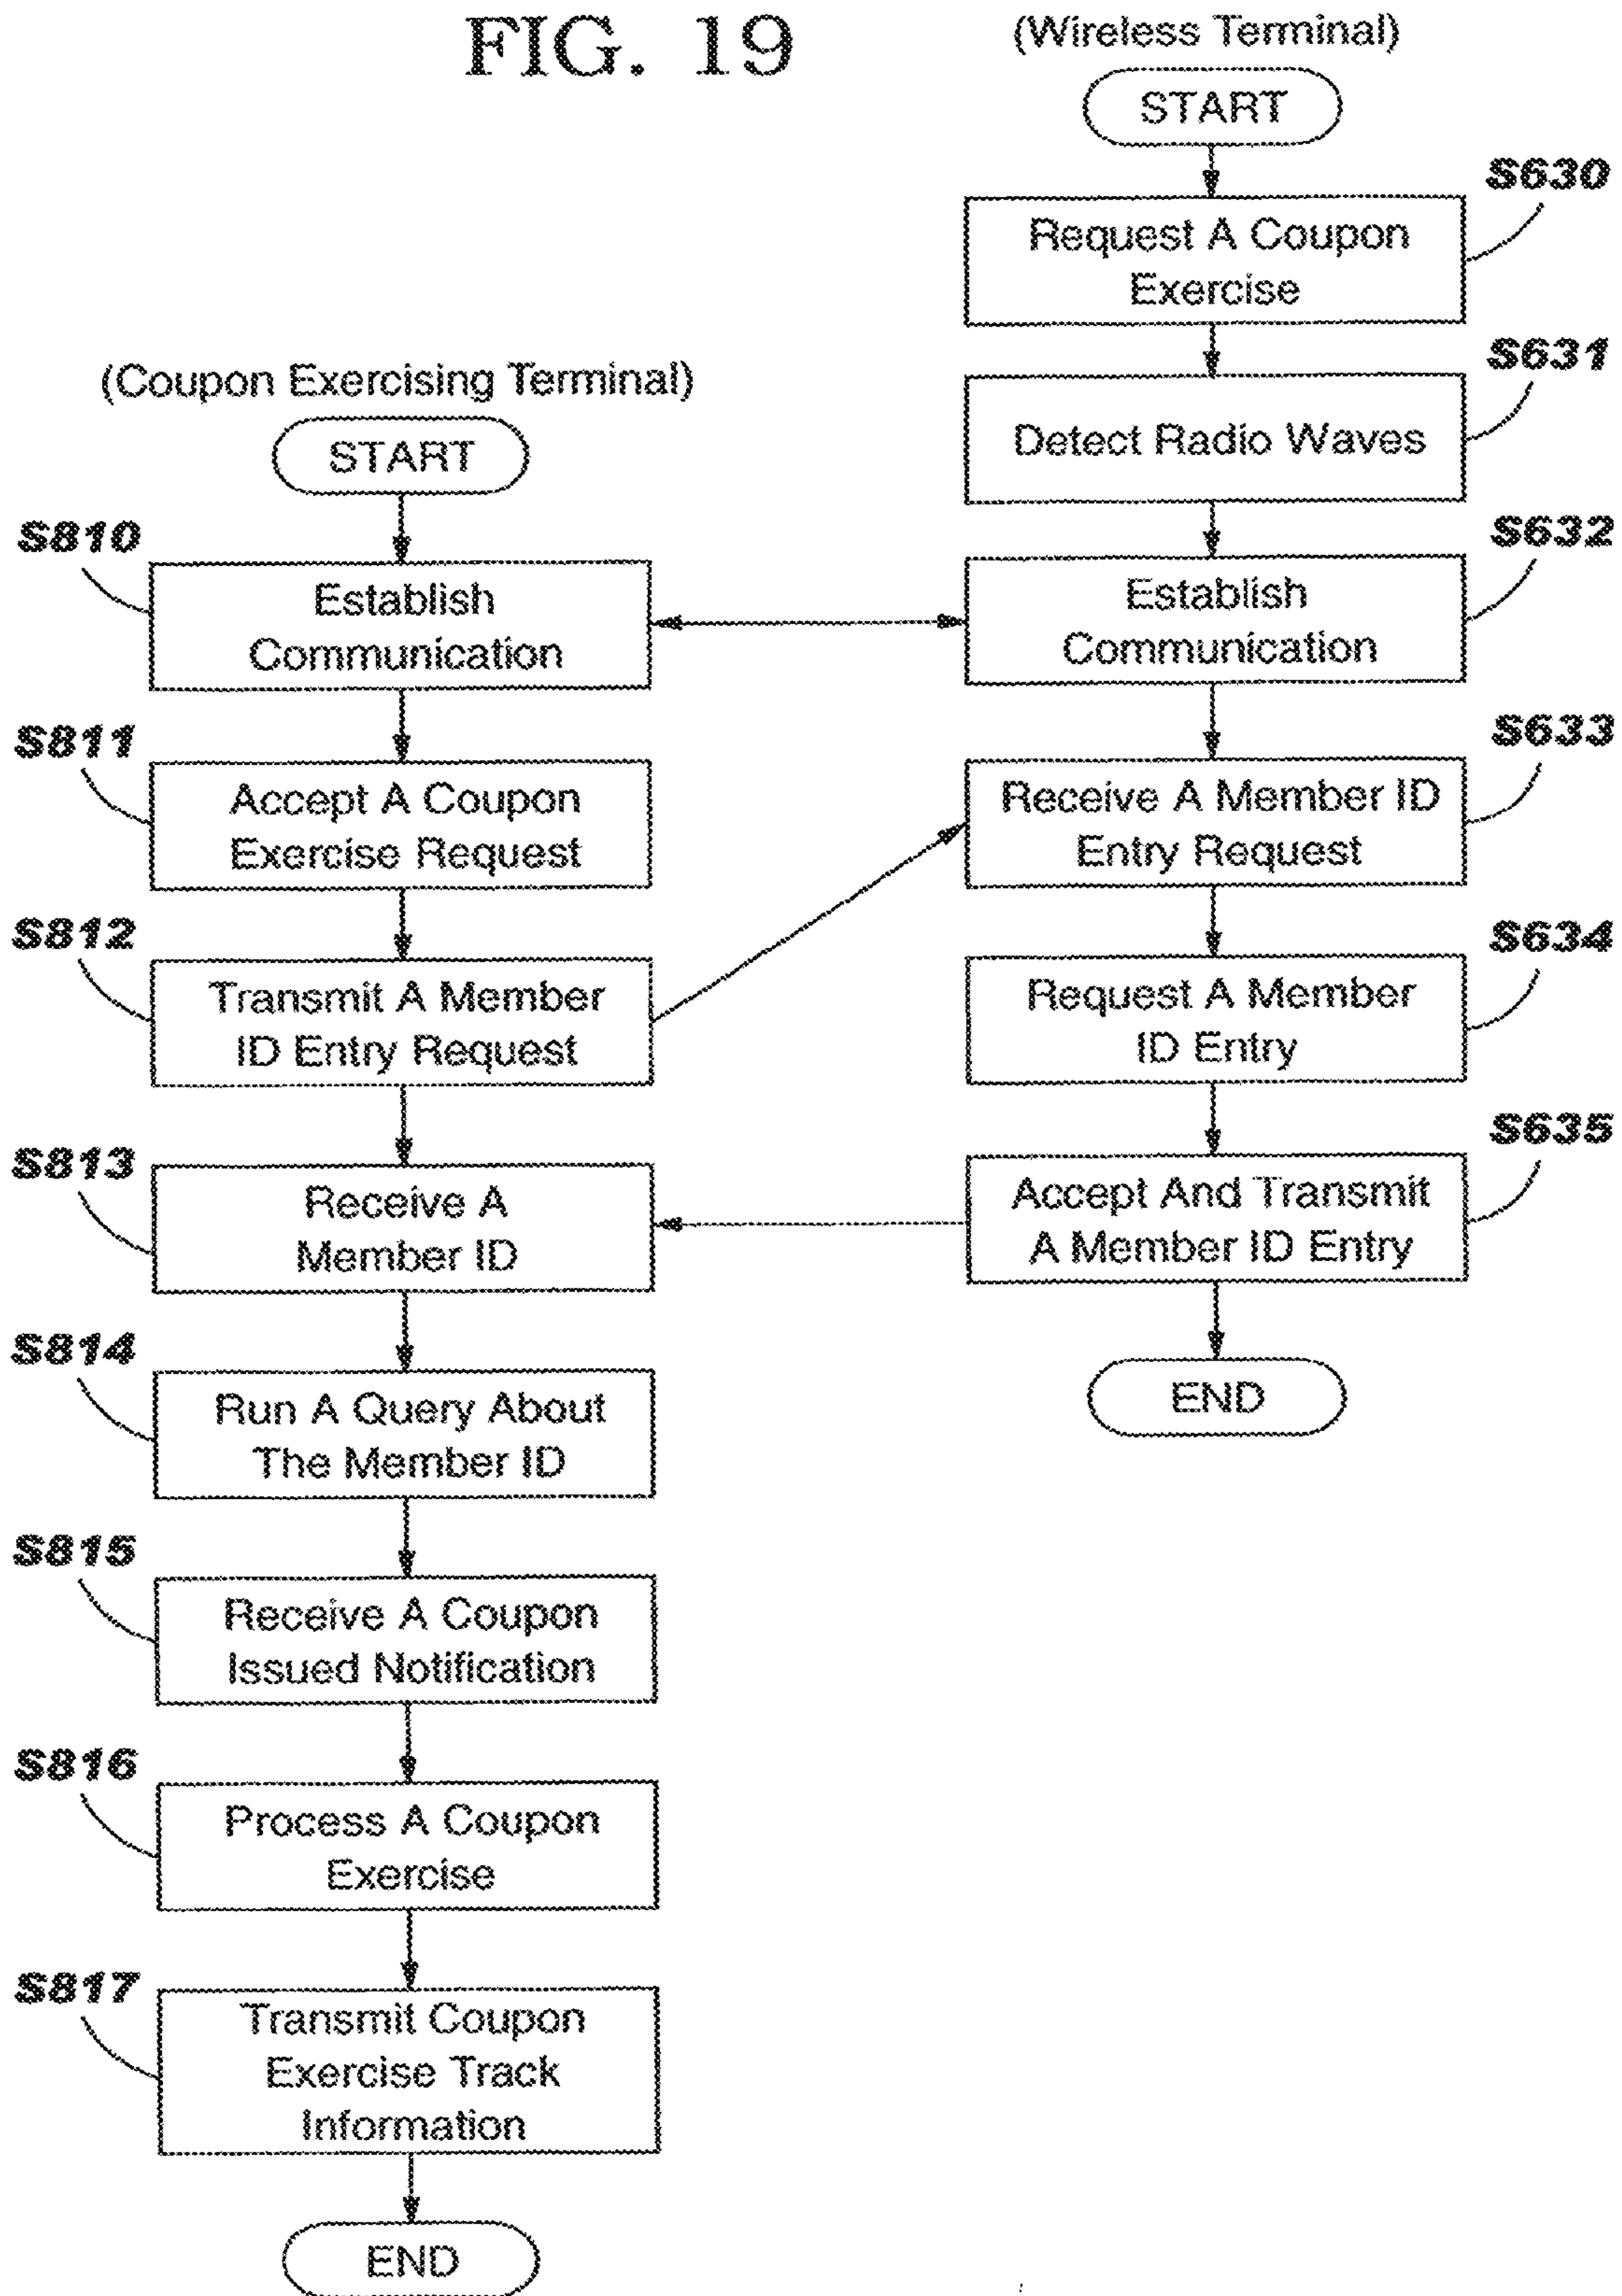 FIG. 19
(Wireless Terminal)
START
S630
Request A Coupon
Exercise
S631
Detect Radio Waves
S632
Establish
Communication
S633
Receive A Member ID
Entry Request
S634
Request A Member
ID Entry
S635
Accept And Transmit
A Member ID Entry
END
(Coupon Exercising Terminal)
START
S810
Establish
Communication
S811
Accept A Coupon
Exercise Request
S812
Transmit A Member
ID Entry Request
S813
Receive A
Member ID
S814
Run A Query About
The Member ID
S815
Receive A Coupon
Issued Notification
S816
Process A Coupon
Exercise
S817
Transmit Coupon
Exercise Track
Information
END